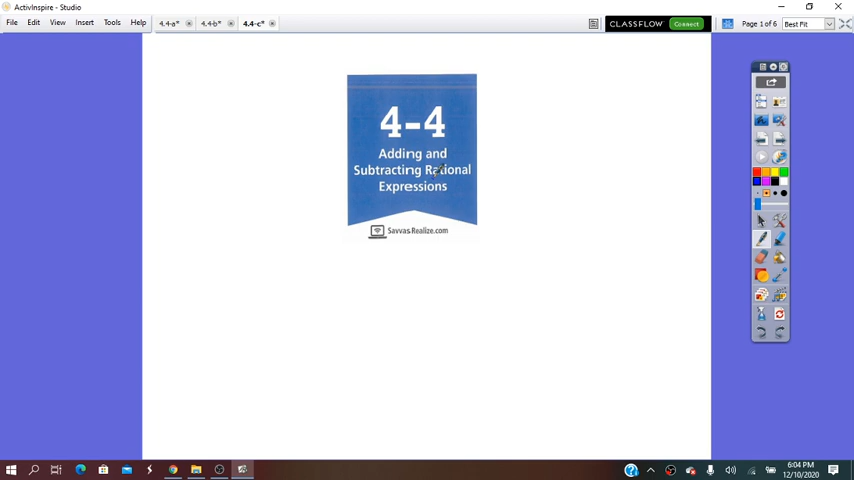 ActivInspire - Studio
File Edit View Insert Tools Help
4.4-a* 4.4-b* 4.4-c*
CLASSFLOW Connect
Page 1 of 6 Best Fit
4-4
Adding and
Subtracting Rational
Expressions
SavvasRealize.com
6:04 PM
12/10/2020